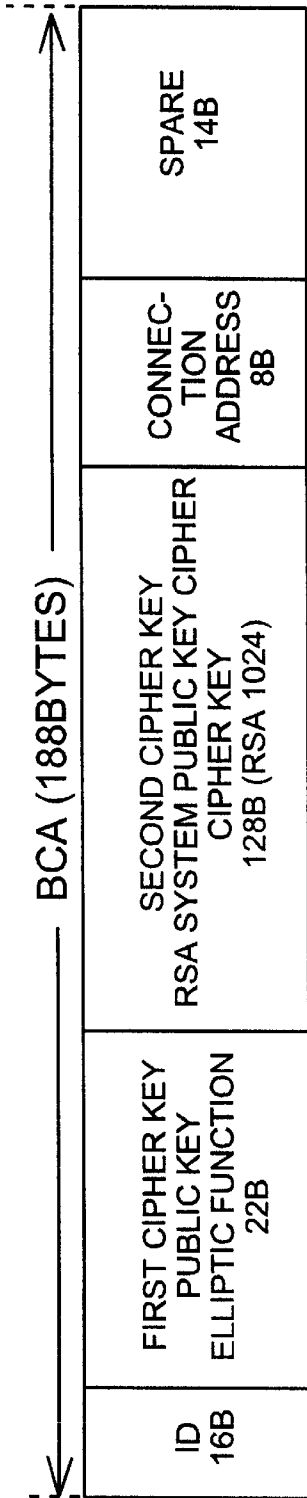 BCA (188BYTES)
ID
16B
FIRST CIPHER KEY
PUBLIC KEY
ELLIPTIC FUNCTION
22B
SECOND CIPHER KEY
RSA SYSTEM PUBLIC KEY CIPHER
CIPHER KEY
128B (RSA 1024)
CONNEC-
TION
ADDRESS
8B
SPARE
14B